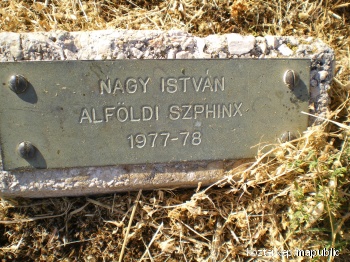 NAGY ISTVÁN
ALFÖLDI SZPHINX
1977-78